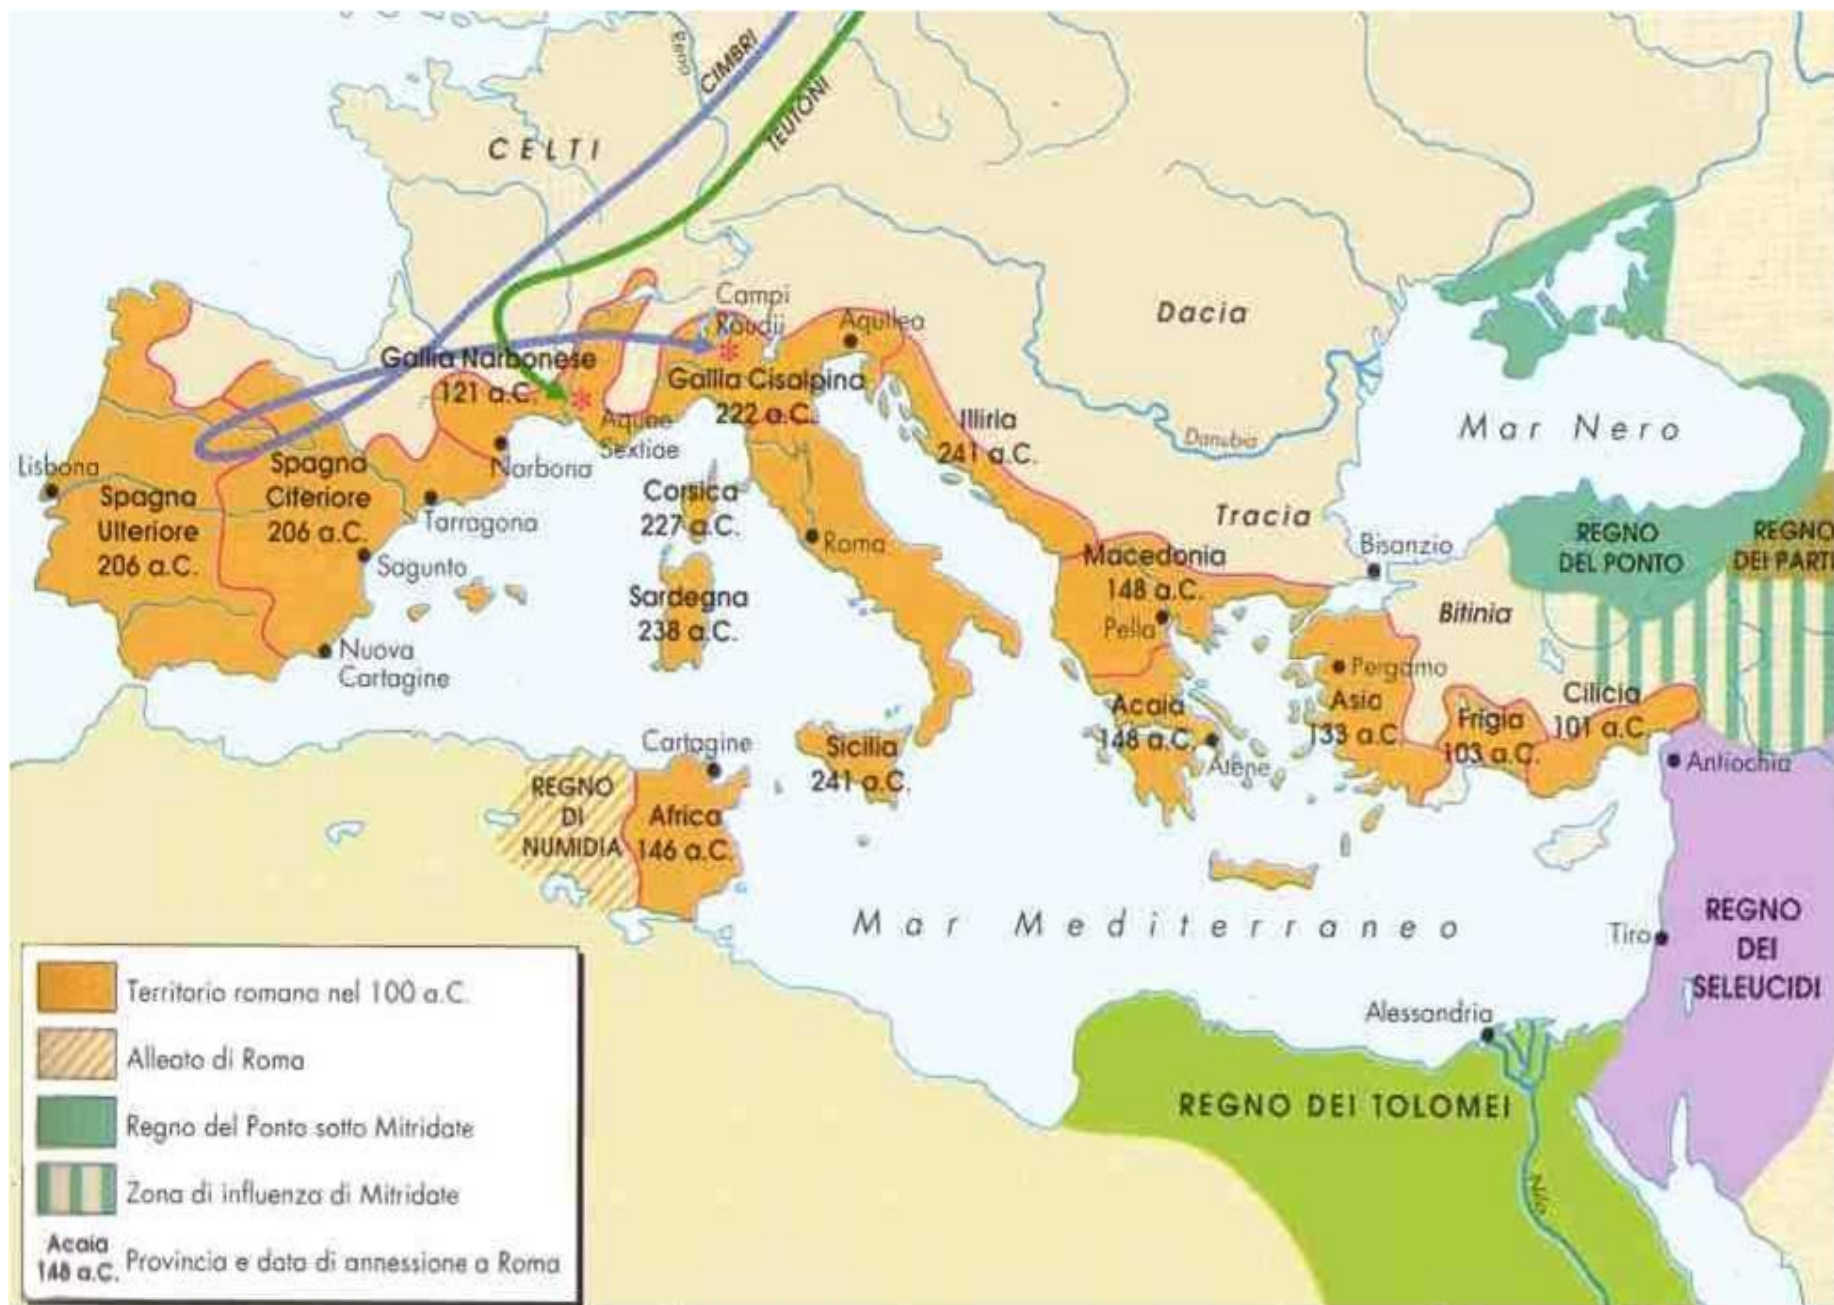 Reno
CIMBRI
TEUTONI
CELTI
Campi
Raudii
Aquilea
Dacia
Gallia Narbonese
121 a.C.
Gallia Cisalpina
222 a.C.
Aquae
Sextiae
Illiria
241 a.C.
Danubio
Mar Nero
Lisbona
Spagna
Ulteriore
206 a.C.
Spagna
Citeriore
206 a.C.
Narbona
Tarragona
Sagunto
Nuova
Cartagine
Corsica
227 a.C.
Sardegna
238 a.C.
Roma
Tracia
Bisanzio
Macedonia
148 a.C.
Pella
REGNO
DEL PONTO
REGNO
DEI PARTI
Bitinia
Pergamo
Asia
133 a.C.
Frigia
103 a.C.
Cilicia
101 a.C.
Acaia
148 a.C.
Atene
Antiochia
Cartagine
Sicilia
241 a.C.
REGNO
DI
NUMIDIA
Africa
146 a.C.
Mar Mediterraneo
Tiro
REGNO
DEI
SELEUCIDI
Alessandria
REGNO DEI TOLOMEI
Nilo
Territorio romano nel 100 a.C.
Alleato di Roma
Regno del Ponto sotto Mitridate
Zona di influenza di Mitridate
Acaia
148 a.C.
Provincia e data di annessione a Roma